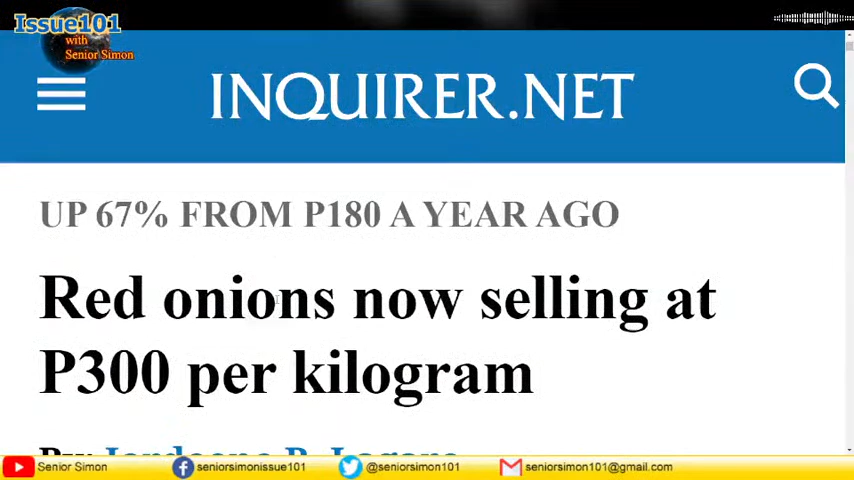 Issue101
with
Senior Simon
INQUIRER.NET
UP 67% FROM P180 A YEAR AGO
Red onions now selling at
P300 per kilogram
By:
Senior Simon
seniorsimonissue101
@seniorsimon101
seniorsimon101@gmail.com